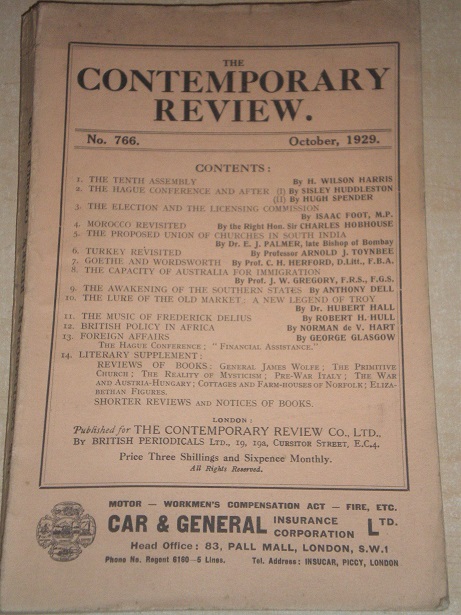 THE
CONTEMPORARY
REVIEW.
No. 766. October, 1929.
CONTENTS:
1. THE TENTH ASSEMBLY By H. WILSON HARRIS
2. THE HAGUE CONFERENCE AND AFTER (I) By SISLEY HUDDLESTON
(II) By HUGH SPENDER
3. THE ELECTION AND THE LICENSING COMMISSION
By ISAAC FOOT, M.P.
4. MOROCCO REVISITED By the Right Hon. Sir CHARLES HOBHOUSE
5. THE PROPOSED UNION OF CHURCHES IN SOUTH INDIA
By Dr. E. J. PALMER, late Bishop of Bombay
6. TURKEY REVISITED By Professor ARNOLD J. TOYNBEE
7. GOETHE AND WORDSWORTH By Prof. C. H. HERFORD, D.Litt., F.B.A.
8. THE CAPACITY OF AUSTRALIA FOR IMMIGRATION
By Prof. J. W. GREGORY, F.R.S., F.G.S.
9. THE AWAKENING OF THE SOUTHERN STATES By ANTHONY DELL
10. THE LURE OF THE OLD MARKET: A NEW LEGEND OF TROY
By Dr. HUBERT HALL
11. THE MUSIC OF FREDERICK DELIUS By ROBERT H. HULL
12. BRITISH POLICY IN AFRICA By NORMAN de V. HART
13. FOREIGN AFFAIRS By GEORGE GLASGOW
THE HAGUE CONFERENCE; "FINANCIAL ASSISTANCE."
14. LITERARY SUPPLEMENT:
REVIEWS OF BOOKS: GENERAL JAMES WOLFE; THE PRIMITIVE
CHURCH; THE REALITY OF MYSTICISM; PRE-WAR ITALY; THE WAR
AND AUSTRIA-HUNGARY; COTTAGES AND FARM-HOUSES OF NORFOLK; ELIZA-
BETHAN FIGURES.
SHORTER REVIEWS AND NOTICES OF BOOKS.
LONDON:
Published for THE CONTEMPORARY REVIEW CO., LTD.,
BY BRITISH PERIODICALS LTD., 19, 19A, CURSITOR STREET, E.C.4.
Price Three Shillings and Sixpence Monthly.
All Rights Reserved.
MOTOR — WORKMEN'S COMPENSATION ACT — FIRE, ETC.
CAR & GENERAL INSURANCE CORPORATION LTD.
Head Office: 83, PALL MALL, LONDON, S.W.1
Phone No. Regent 6160—5 Lines. Tel. Address: INSUCAR, PICCY, LONDON